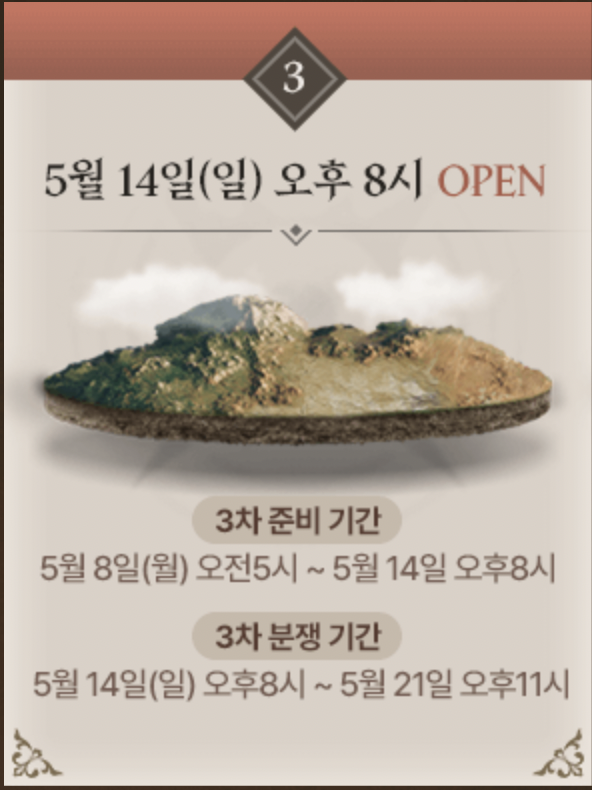 3
5월 14일(일) 오후 8시 OPEN
3차 준비 기간
5월 8일(월) 오전5시 ~ 5월 14일 오후8시
3차 분쟁 기간
5월 14일(일) 오후8시 ~ 5월 21일 오후11시